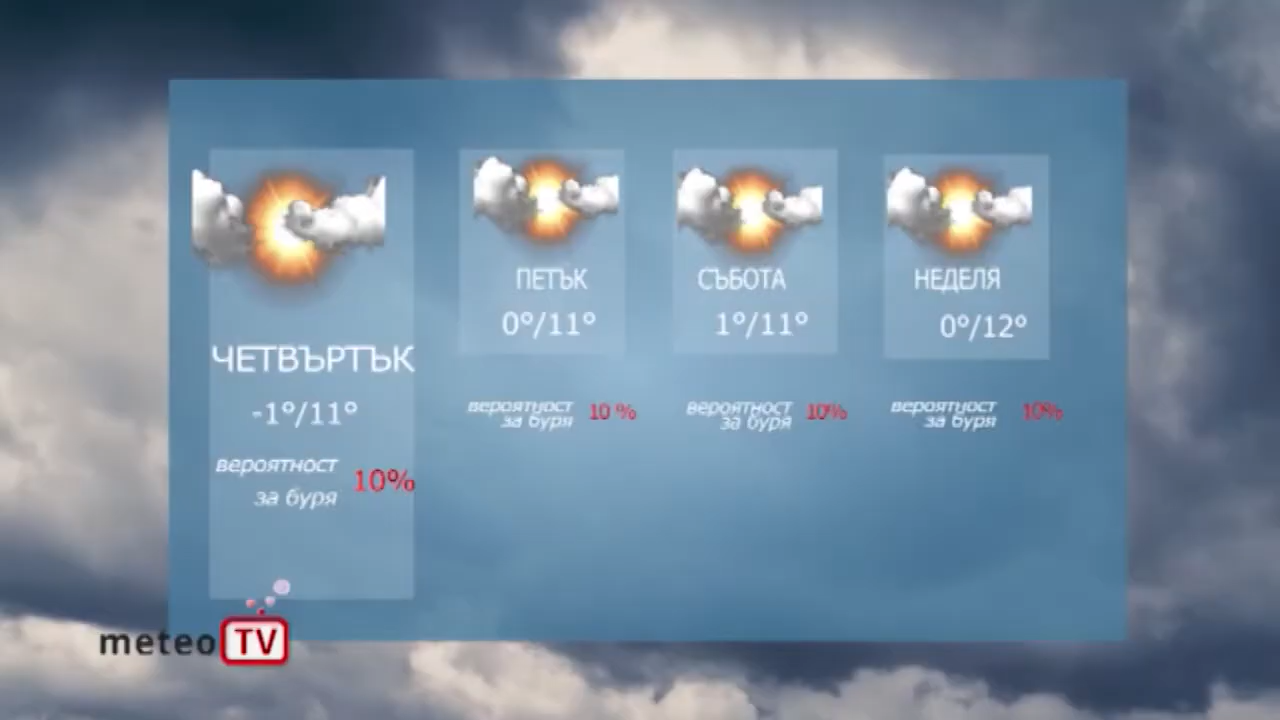 ЧЕТВЪРТЪК
-1°/11°
вероятност
за буря
10%
ПЕТЪК
0°/11°
вероятност
за буря
10 %
СЪБОТА
1°/11°
вероятност
за буря
10%
НЕДЕЛЯ
0°/12°
вероятност
за буря
10%
meteo TV